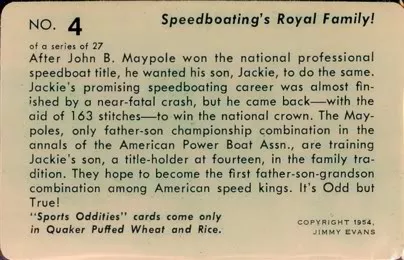 NO. 4 Speedboating's Royal Family!
of a series of 27
After John B. Maypole won the national professional
speedboat title, he wanted his son, Jackie, to do the same.
Jackie's promising speedboating career was almost fin-
ished by a near-fatal crash, but he came back—with the
aid of 163 stitches—to win the national crown. The May-
poles, only father-son championship combination in the
annals of the American Power Boat Assn., are training
Jackie's son, a title-holder at fourteen, in the family tra-
dition. They hope to become the first father-son-grandson
combination among American speed kings. It's Odd but
True!
"Sports Oddities" cards come only
in Quaker Puffed Wheat and Rice.
COPYRIGHT 1954,
JIMMY EVANS